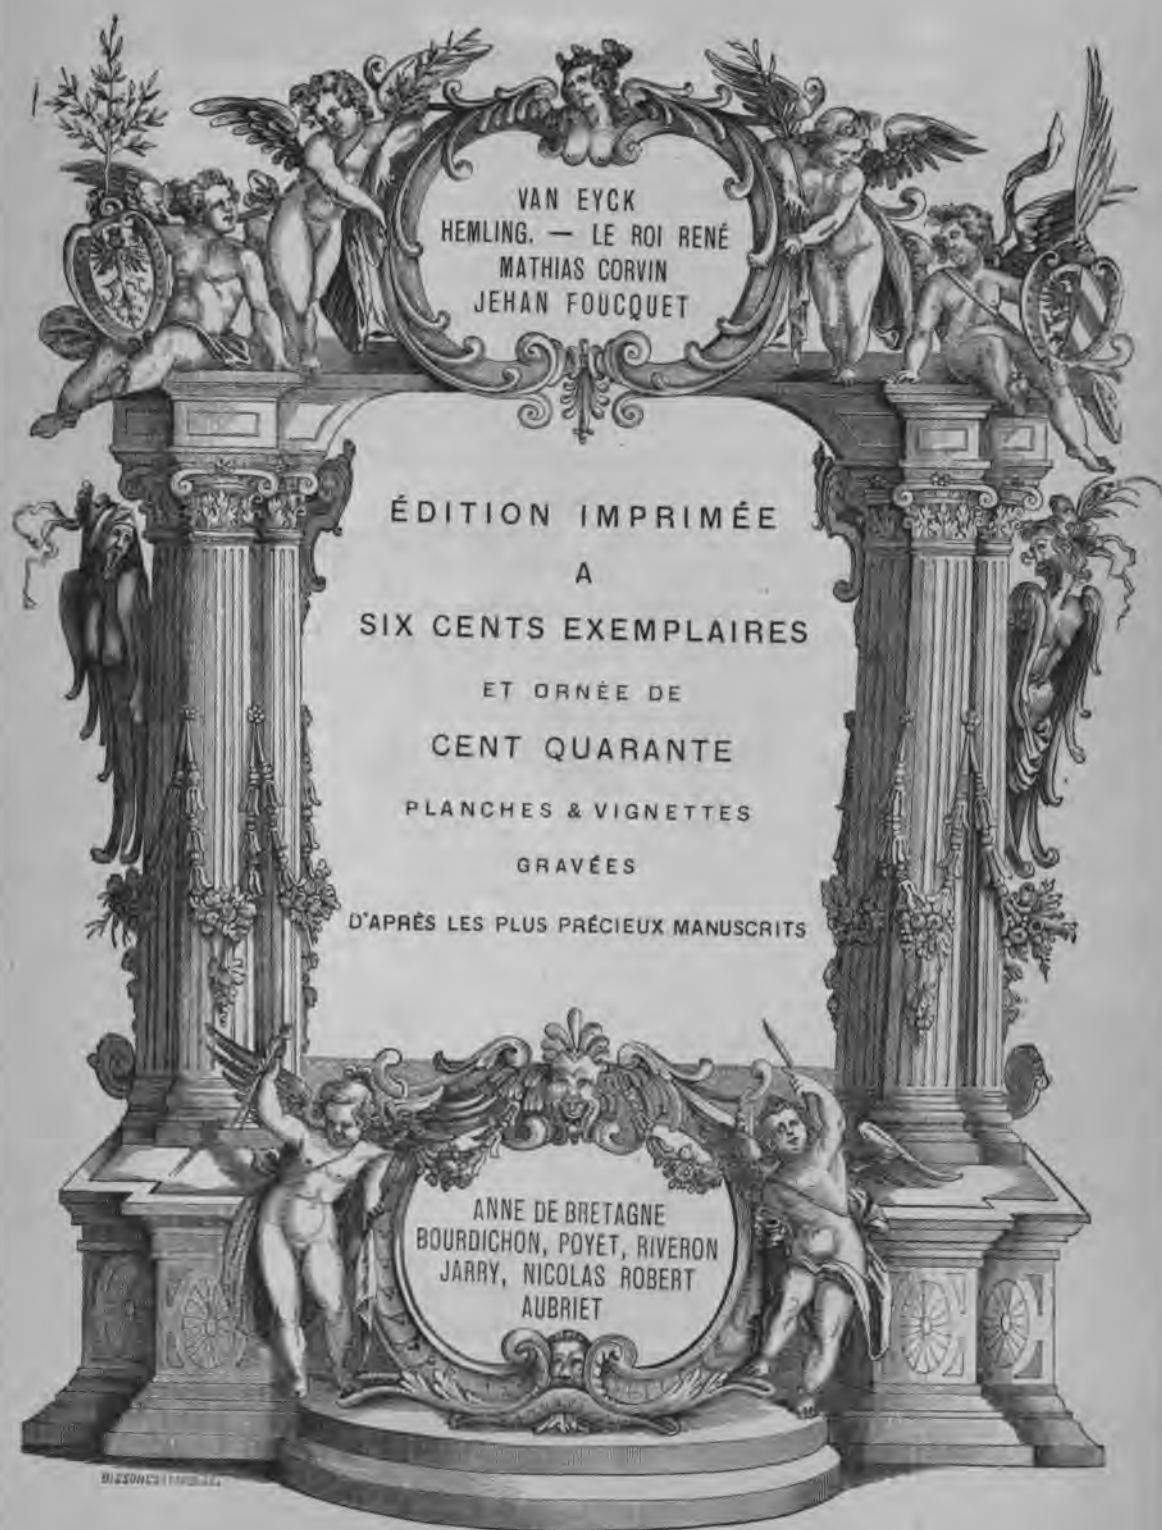 VAN EYCK
HEMLING. — LE ROI RENÉ
MATHIAS CORVIN
JEHAN FOUCQUET
ÉDITION IMPRIMÉE
A
SIX CENTS EXEMPLAIRES
ET ORNÉE DE
CENT QUARANTE
PLANCHES & VIGNETTES
GRAVÉES
D'APRÈS LES PLUS PRÉCIEUX MANUSCRITS
ANNE DE BRETAGNE
BOURDICHON, POYET, RIVERON
JARRY, NICOLAS ROBERT
AUBRIET